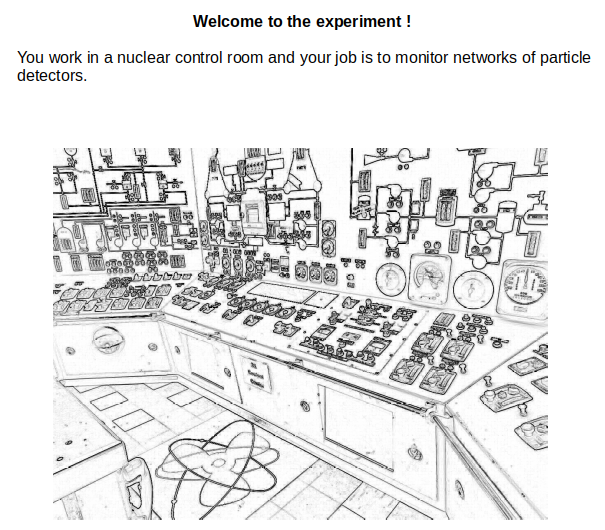 Welcome to the experiment !
You work in a nuclear control room and your job is to monitor networks of particle
detectors.